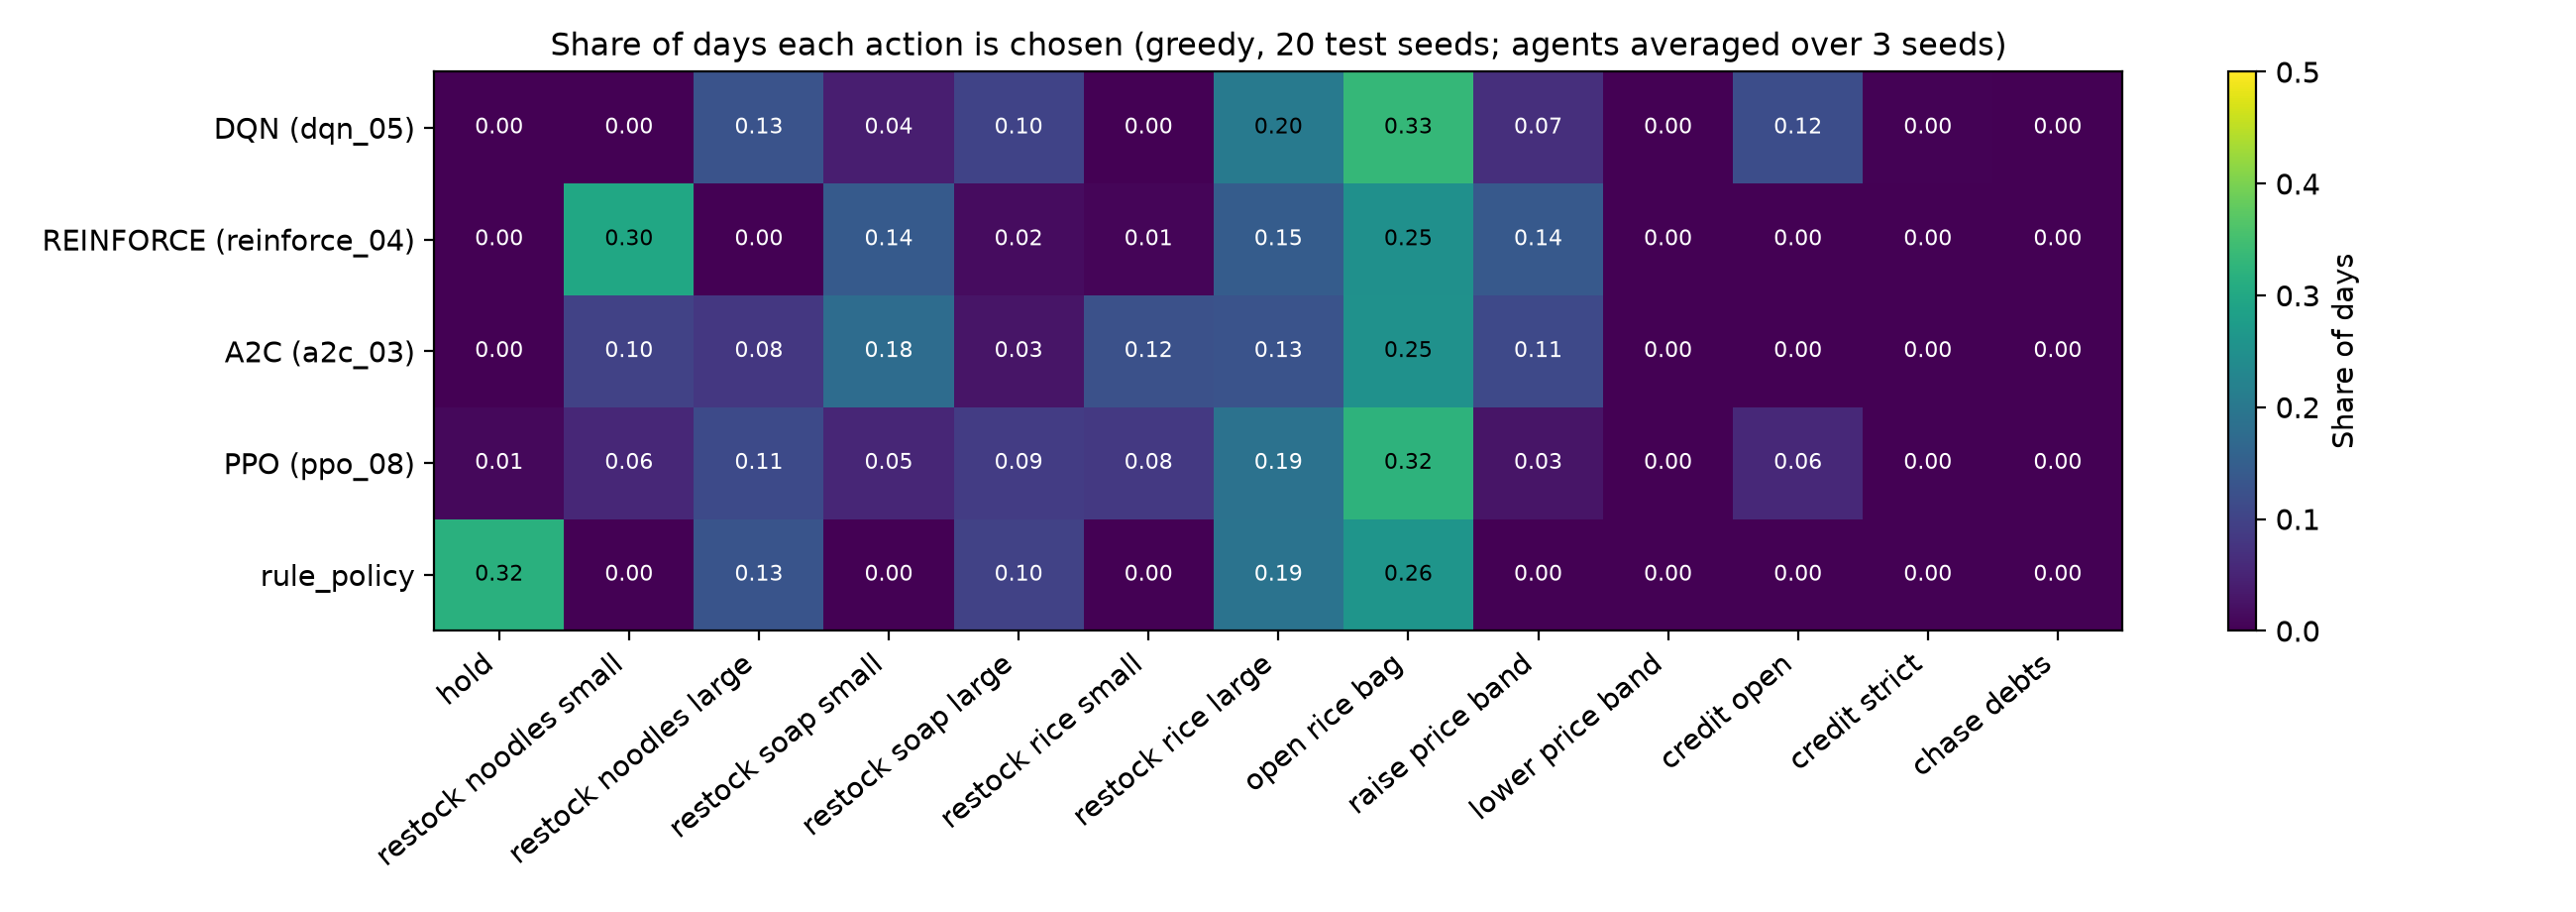 Share of days each action is chosen (greedy, 20 test seeds; agents averaged over 3 seeds)
DQN (dqn_05) 0.00 0.00 0.13 0.04 0.10 0.00 0.20 0.33 0.07 0.00 0.12 0.00 0.00
REINFORCE (reinforce_04) 0.00 0.30 0.00 0.14 0.02 0.01 0.15 0.25 0.14 0.00 0.00 0.00 0.00
A2C (a2c_03) 0.00 0.10 0.08 0.18 0.03 0.12 0.13 0.25 0.11 0.00 0.00 0.00 0.00
PPO (ppo_08) 0.01 0.06 0.11 0.05 0.09 0.08 0.19 0.32 0.03 0.00 0.06 0.00 0.00
rule_policy 0.32 0.00 0.13 0.00 0.10 0.00 0.19 0.26 0.00 0.00 0.00 0.00 0.00
hold
restock noodles small
restock noodles large
restock soap small
restock soap large
restock rice small
restock rice large
open rice bag
raise price band
lower price band
credit open
credit strict
chase debts
0.5
0.4
0.3
0.2
0.1
0.0
Share of days